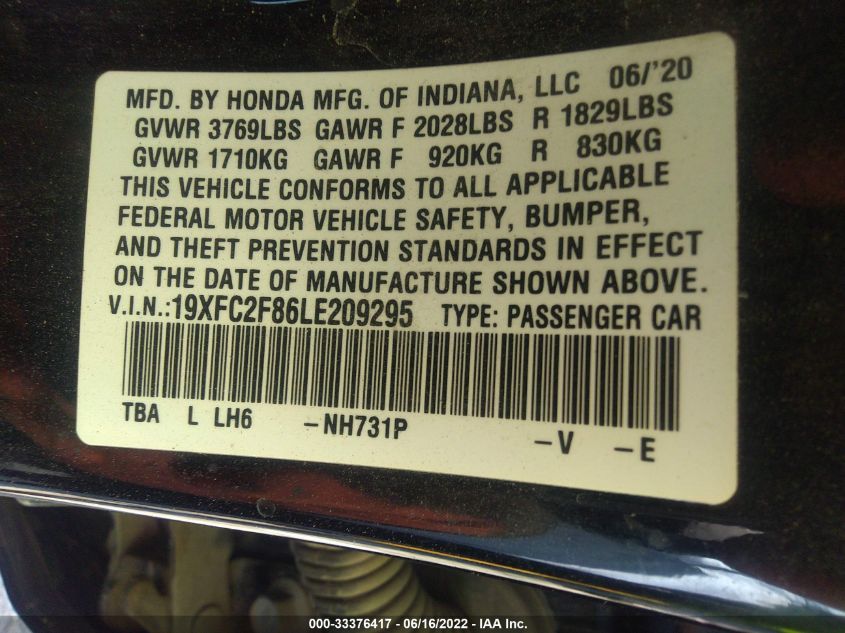 MFD. BY HONDA MFG. OF INDIANA, LLC 06/'20
GVWR 3769LBS GAWR F 2028LBS R 1829LBS
GVWR 1710KG GAWR F 920KG R 830KG
THIS VEHICLE CONFORMS TO ALL APPLICABLE
FEDERAL MOTOR VEHICLE SAFETY, BUMPER,
AND THEFT PREVENTION STANDARDS IN EFFECT
ON THE DATE OF MANUFACTURE SHOWN ABOVE.
V.I.N.:19XFC2F86LE209295 TYPE: PASSENGER CAR
TBA L LH6 -NH731P -V -E
000-33376417 - 06/16/2022 - IAA Inc.